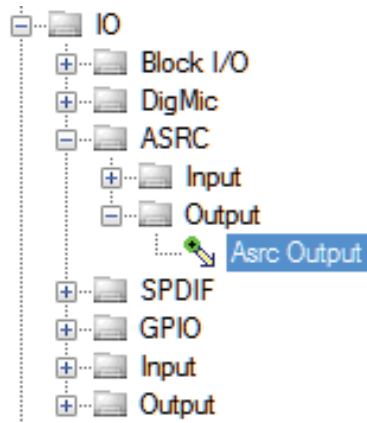 IO
Block I/O
DigMic
ASRC
Input
Output
Asrc Output
SPDIF
GPIO
Input
Output